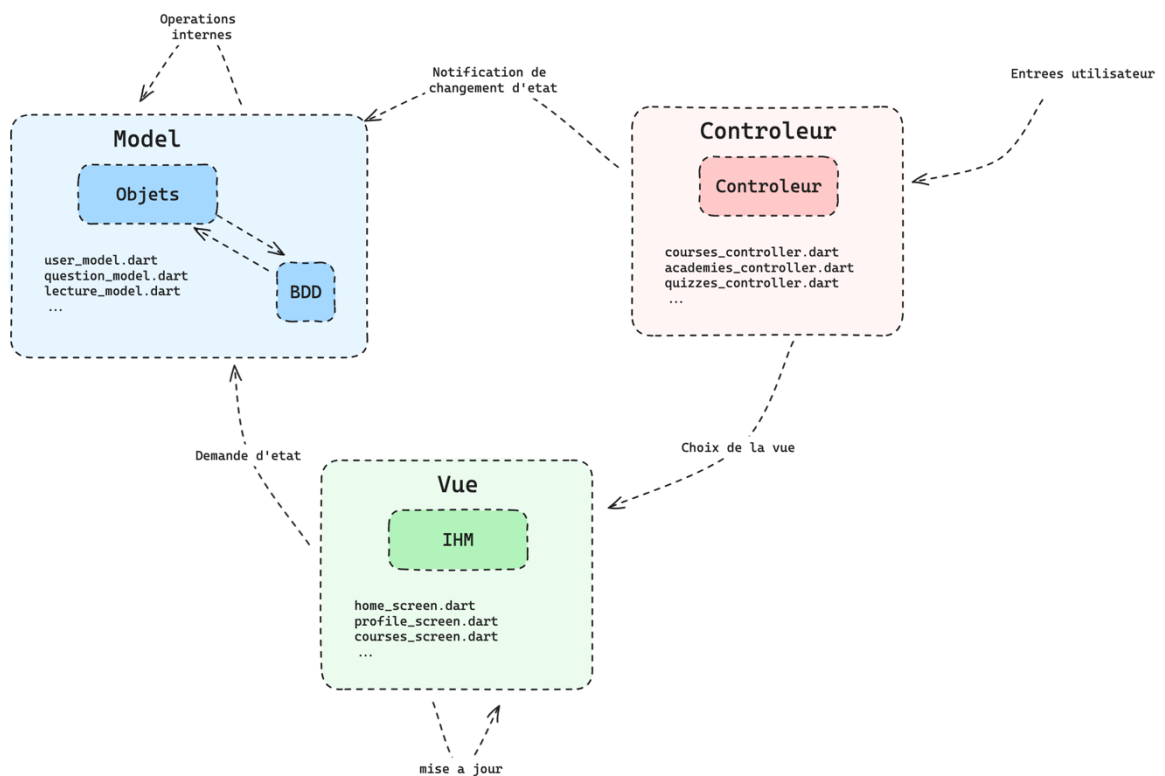 Operations
internes
Notification de
changement d'etat
Entrees utilisateur
Model
Objets
user_model.dart
question_model.dart
lecture_model.dart
...
BDD
Controleur
Controleur
courses_controller.dart
academies_controller.dart
quizzes_controller.dart
...
Demande d'etat
Choix de la vue
Vue
IHM
home_screen.dart
profile_screen.dart
courses_screen.dart
...
mise a jour